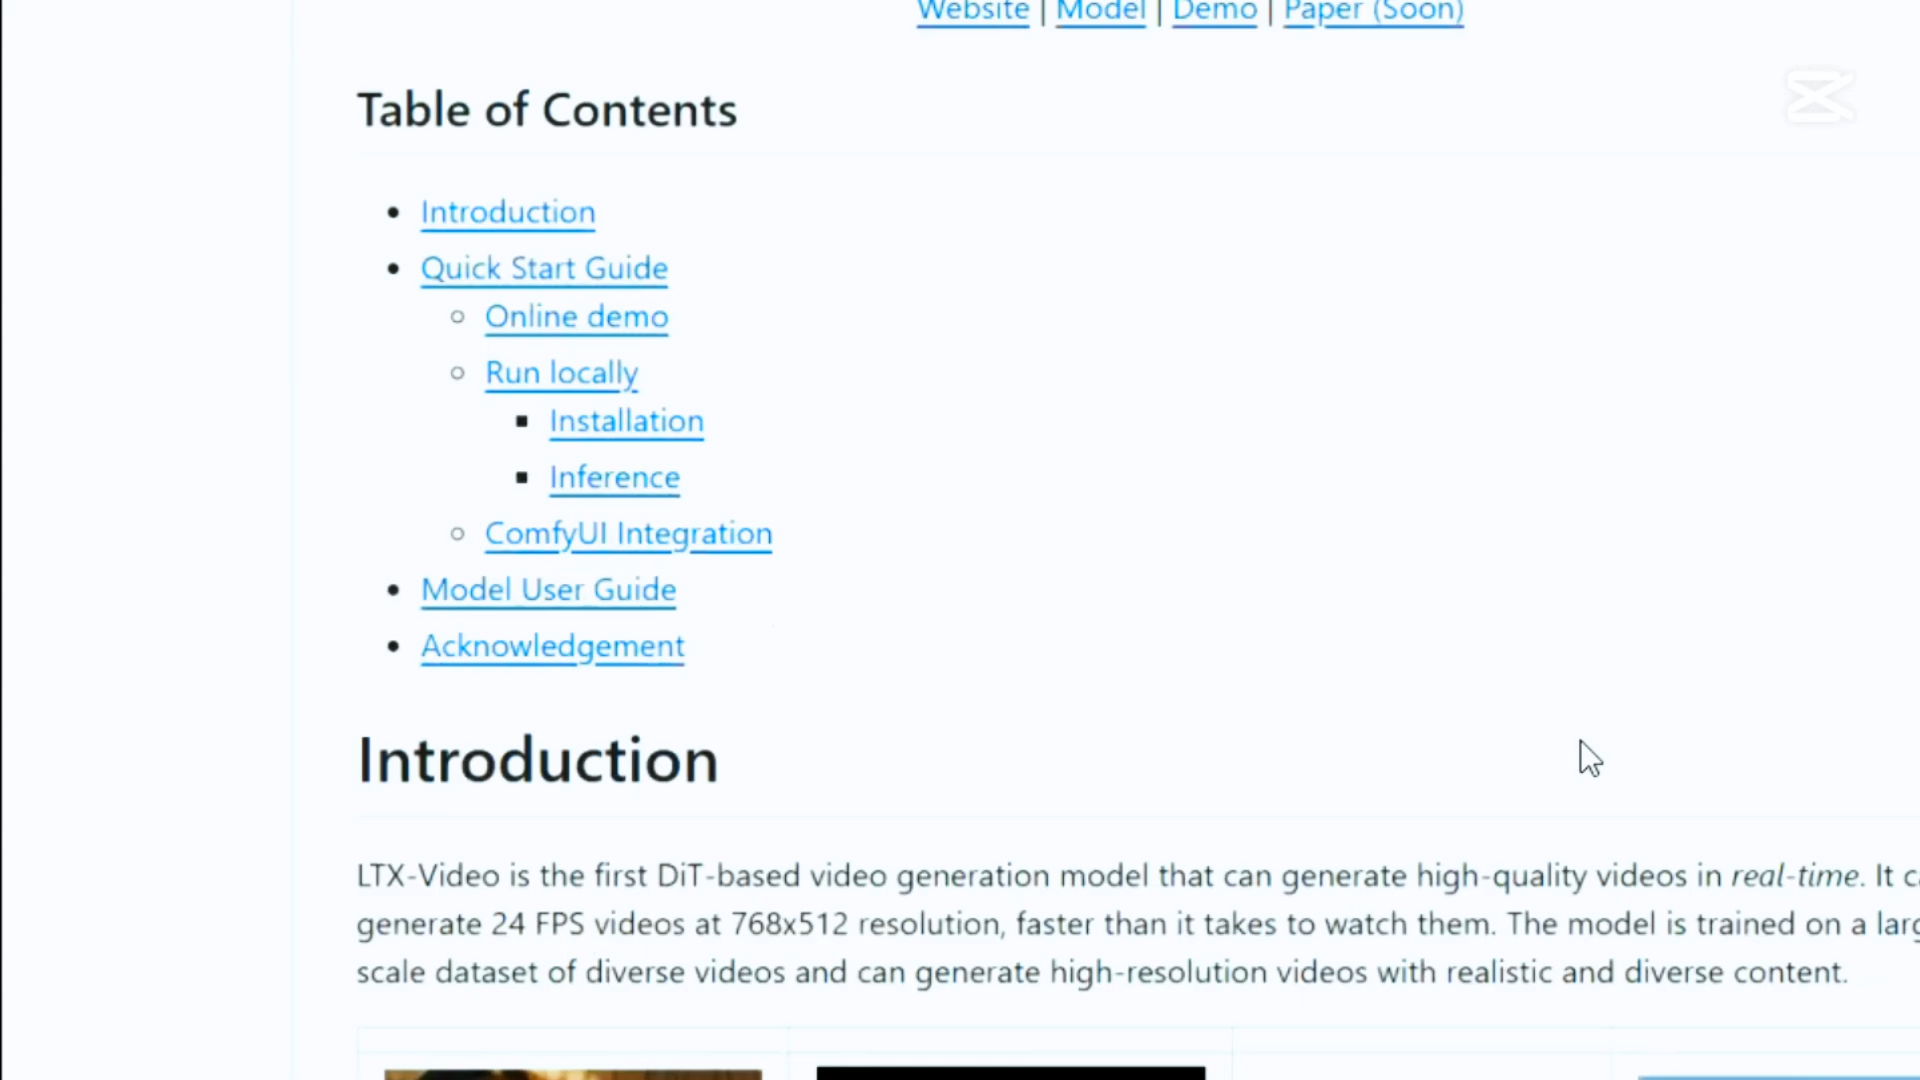 Website | Model | Demo | Paper (Soon)
Table of Contents
Introduction
Quick Start Guide
Online demo
Run locally
Installation
Inference
ComfyUI Integration
Model User Guide
Acknowledgement
Introduction
LTX-Video is the first DiT-based video generation model that can generate high-quality videos in real-time. It
generate 24 FPS videos at 768x512 resolution, faster than it takes to watch them. The model is trained on a
scale dataset of diverse videos and can generate high-resolution videos with realistic and diverse content.